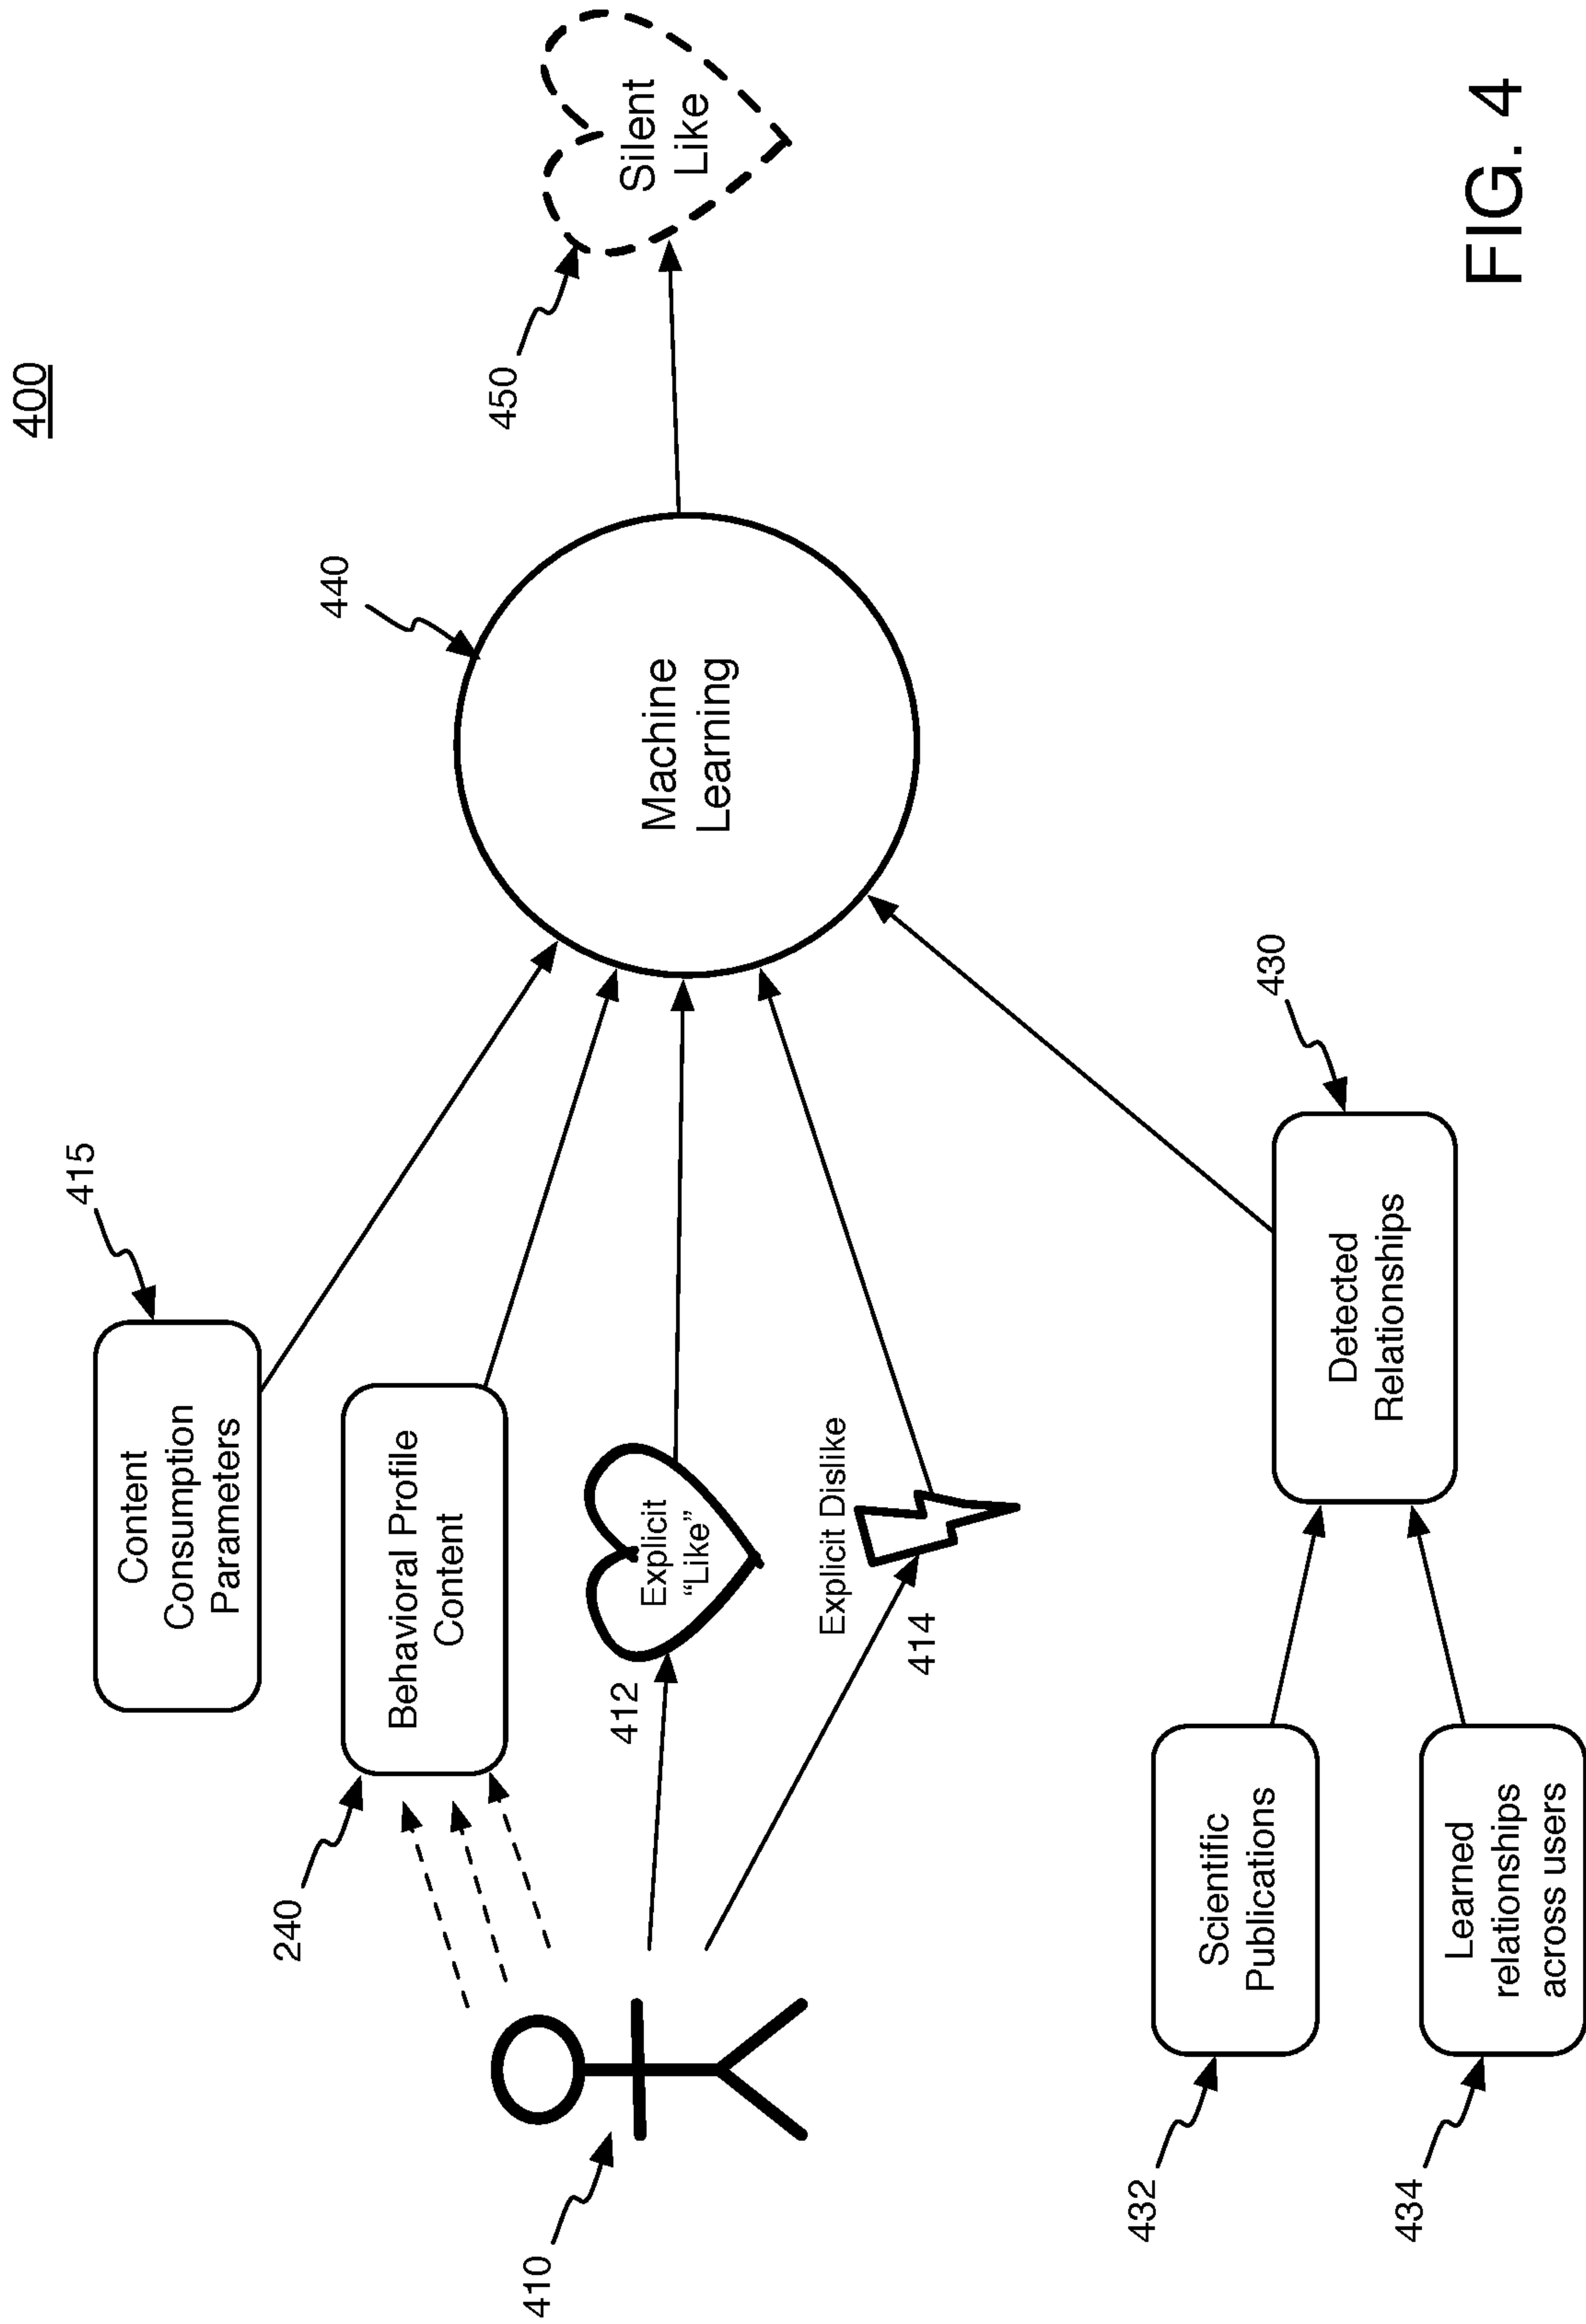 400
415
Content
Consumption
Parameters
240
Behavioral Profile
Content
440
450
Silent
Like
Machine
Learning
410
412
Explicit
“Like”
Explicit Dislike
414
430
Detected
Relationships
432
Scientific
Publications
434
Learned
relationships
across users
FIG. 4